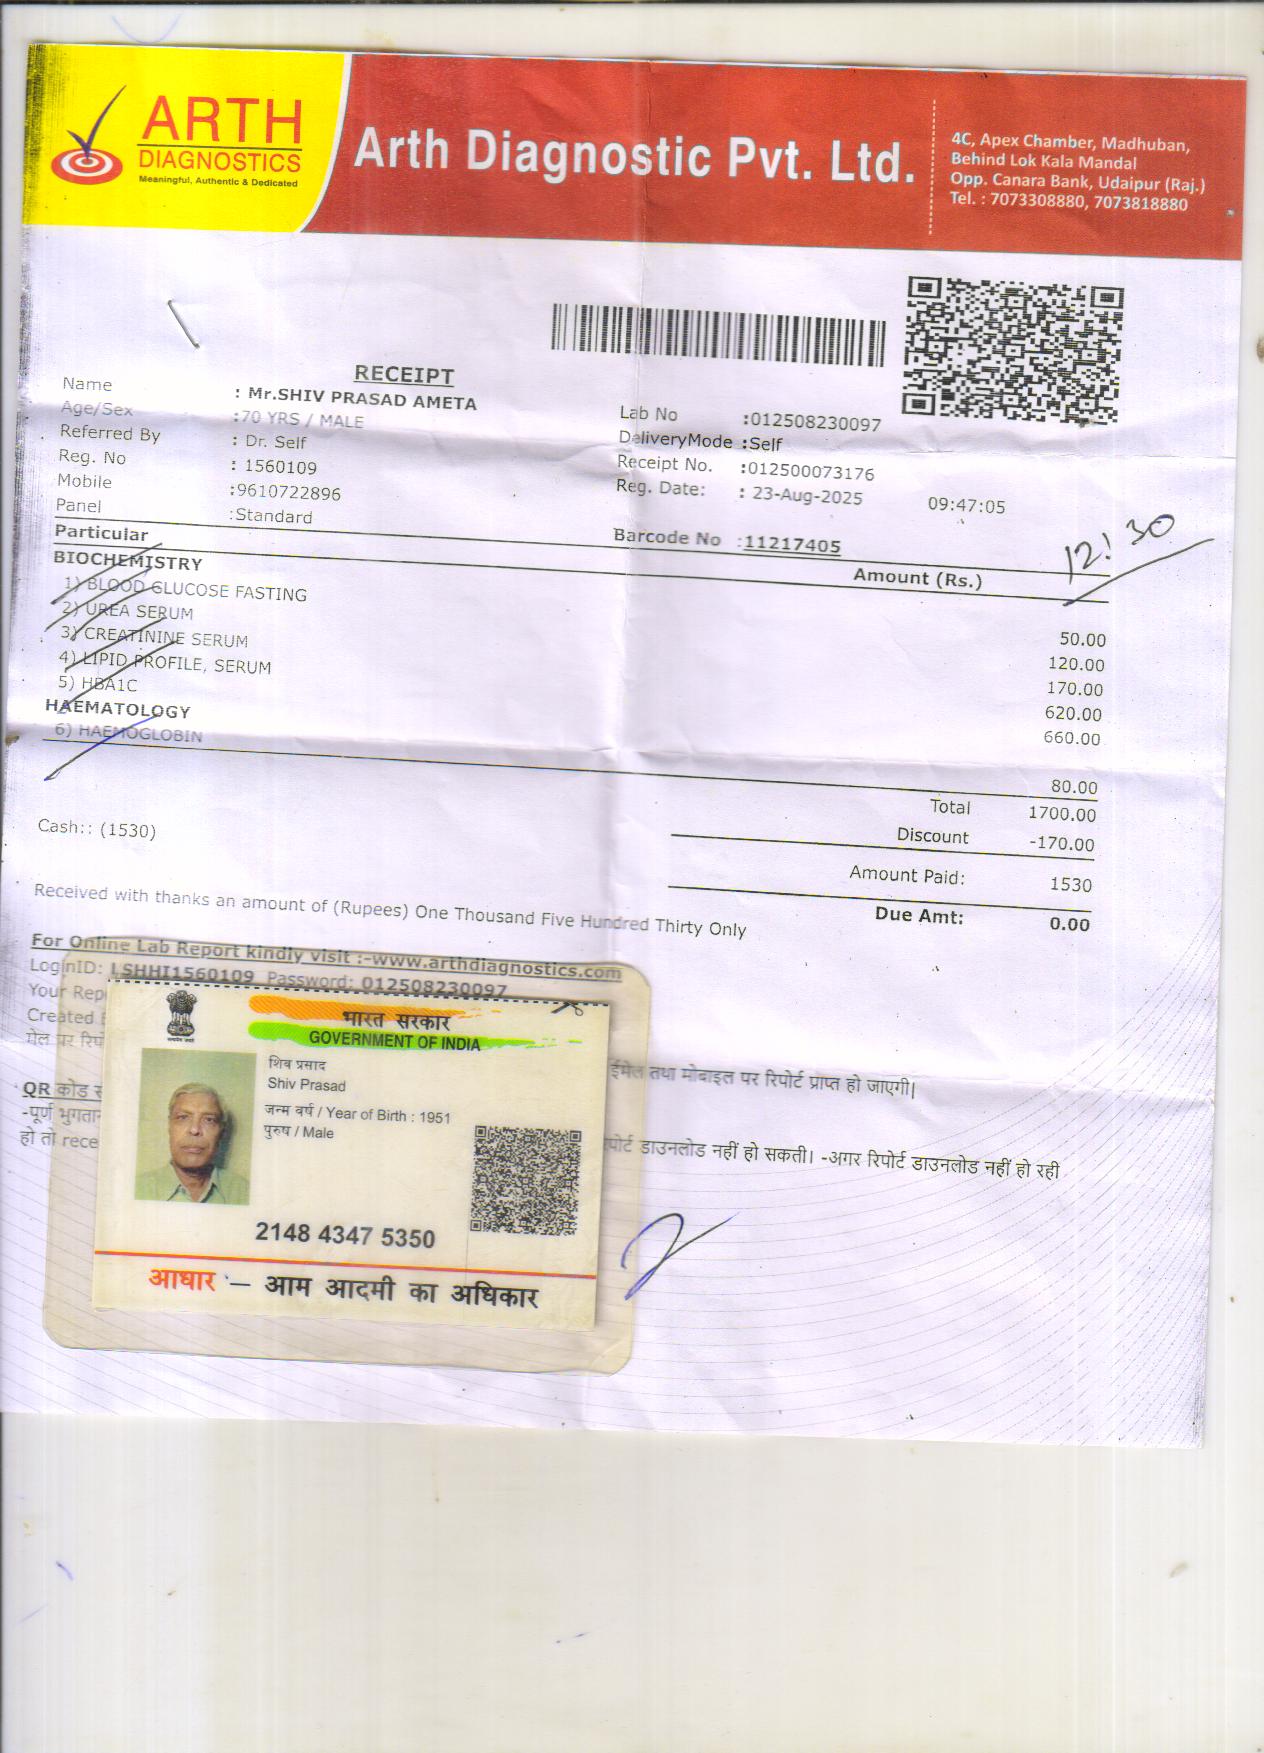 ARTH
DIAGNOSTICS
Meaningful, Authentic & Dedicated
Arth Diagnostic Pvt. Ltd.
4C, Apex Chamber, Madhuban,
Behind Lok Kala Mandal
Opp. Canara Bank, Udaipur (Raj.)
Tel. : 7073308880, 7073818880
RECEIPT
Name : Mr.SHIV PRASAD AMETA
Age/Sex :70 YRS / MALE
Referred By : Dr. Self
Reg. No : 1560109
Mobile :9610722896
Panel :Standard
Lab No :012508230097
DeliveryMode :Self
Receipt No. :012500073176
Reg. Date: : 23-Aug-2025 09:47:05
Barcode No :11217405
12:30
Particular Amount (Rs.)
BIOCHEMISTRY
1) BLOOD GLUCOSE FASTING 50.00
2) UREA SERUM 120.00
3) CREATININE SERUM 170.00
4) LIPID PROFILE, SERUM 620.00
5) HBA1C 660.00
HAEMATOLOGY
6) HAEMOGLOBIN 80.00
Total 1700.00
Discount -170.00
Cash:: (1530)
Amount Paid: 1530
Due Amt: 0.00
Received with thanks an amount of (Rupees) One Thousand Five Hundred Thirty Only
For Online Lab Report kindly visit :-www.arthdiagnostics.com
LoginID: LSHHI1560109 Password: 012508230097
Your Rep
Created
मेल पर रिपो ईमेल तथा मोबाइल पर रिपोर्ट प्राप्त हो जाएगी।
QR कोड स
-पूर्ण भुगतान रिपोर्ट डाउनलोड नहीं हो सकती। -अगर रिपोर्ट डाउनलोड नहीं हो रही
हो तो rece
भारत सरकार
GOVERNMENT OF INDIA
शिव प्रसाद
Shiv Prasad
जन्म वर्ष / Year of Birth : 1951
पुरुष / Male
2148 4347 5350
आधार — आम आदमी का अधिकार